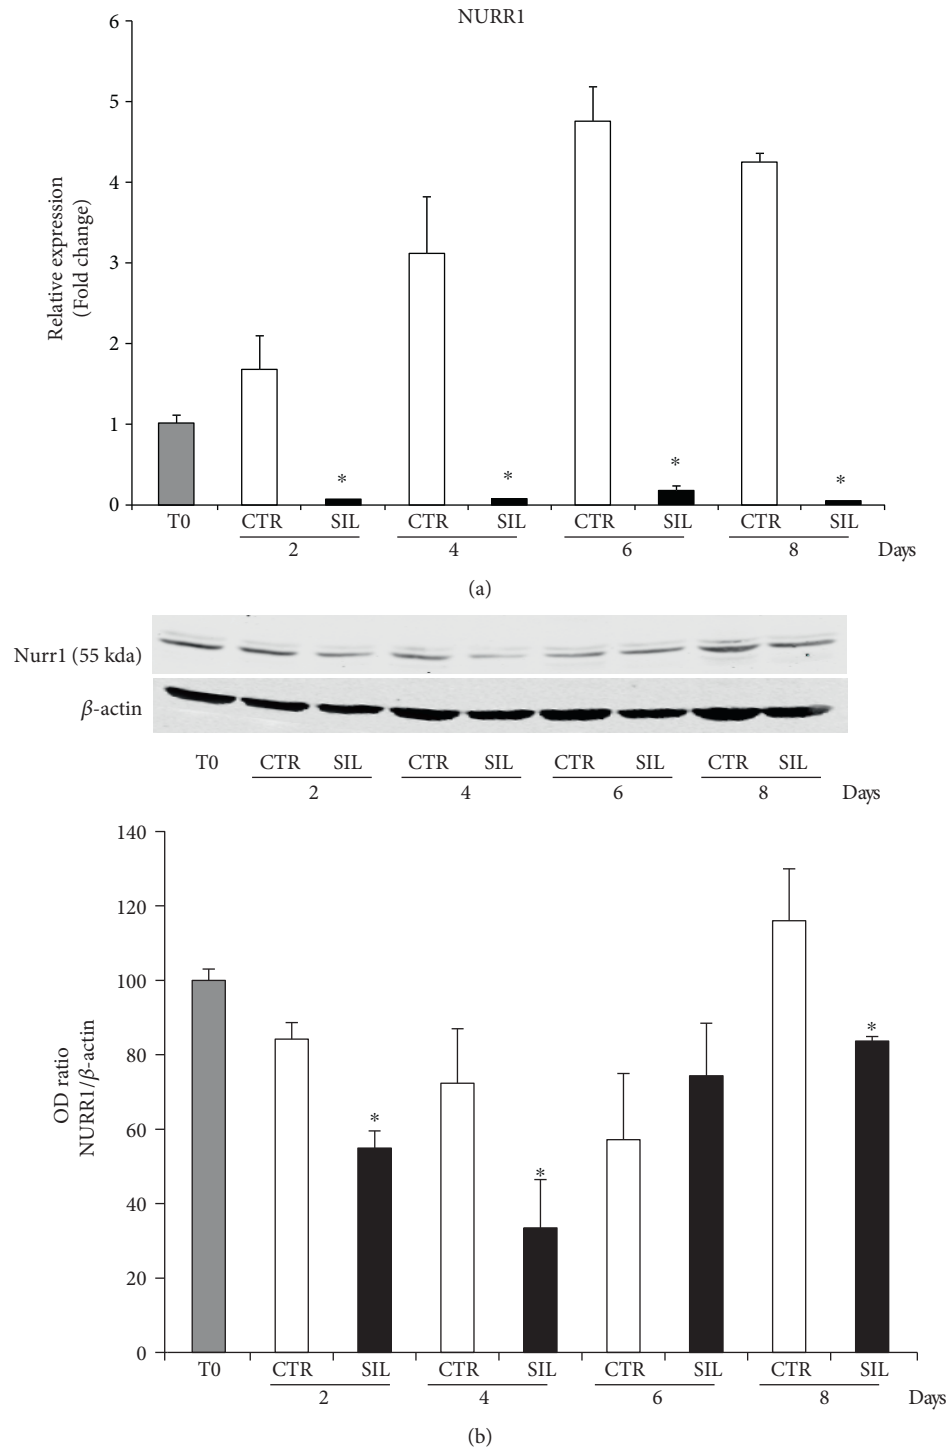 NURR1
6
5
4
3
2
1
0
Relative expression
(Fold change)
*
*
*
*
T0 CTR SIL CTR SIL CTR SIL CTR SIL
2 4 6 8 Days
(a)
Nurr1 (55 kda)
β-actin
T0 CTR SIL CTR SIL CTR SIL CTR SIL
2 4 6 8 Days
140
120
100
80
60
40
20
0
OD ratio
NURR1/β-actin
*
*
*
T0 CTR SIL CTR SIL CTR SIL CTR SIL
2 4 6 8 Days
(b)